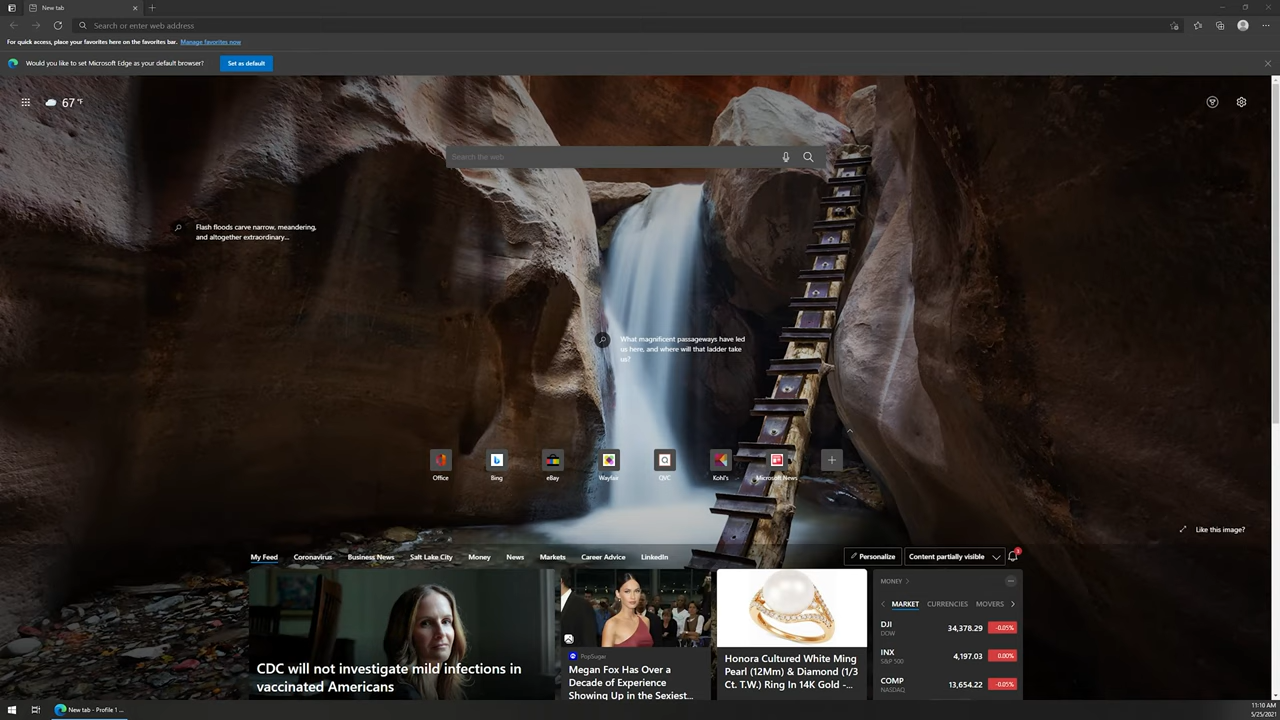 New tab
Search or enter web address
For quick access, place your favorites here on the favorites bar. Manage favorites now
Would you like to set Microsoft Edge as your default browser? Set as default
67 °F
Search the web
Flash floods carve narrow, meandering,
and altogether extraordinary...
What magnificent passageways have led
us here, and where will that ladder take
us?
Office Bing eBay Wayfair QVC Kohl's Microsoft News
Like this image?
My Feed Coronavirus Business News Salt Lake City Money News Markets Career Advice LinkedIn Personalize Content partially visible
CDC will not investigate mild infections in
vaccinated Americans
PopSugar
Megan Fox Has Over a
Decade of Experience
Showing Up in the Sexiest...
Honora Cultured White Ming
Pearl (12Mm) & Diamond (1/3
Ct. T.W.) Ring In 14K Gold -...
MONEY
MARKET CURRENCIES MOVERS
DJI 34,378.29 -0.05%
DOW
INX 4,197.03 0.00%
S&P 500
COMP 13,654.22 -0.05%
NASDAQ
New tab - Profile 1 ...
11:10 AM
5/25/2021